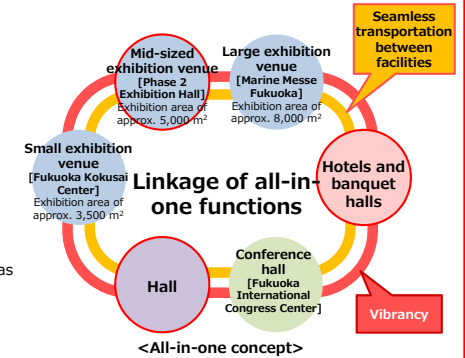 Seamless
transportation
between
facilities
Mid-sized
exhibition venue
[Phase 2
Exhibition Hall]
Exhibition area of
approx. 5,000 m²
Large exhibition
venue
[Marine Messe
Fukuoka]
Exhibition area of
approx. 8,000 m²
Small exhibition
venue
[Fukuoka Kokusai
Center]
Exhibition area of
approx. 3,500 m²
Linkage of all-in-
one functions
Hotels and
banquet
halls
as
Hall
Conference
hall
[Fukuoka
International
Congress Center]
Vibrancy
<All-in-one concept>